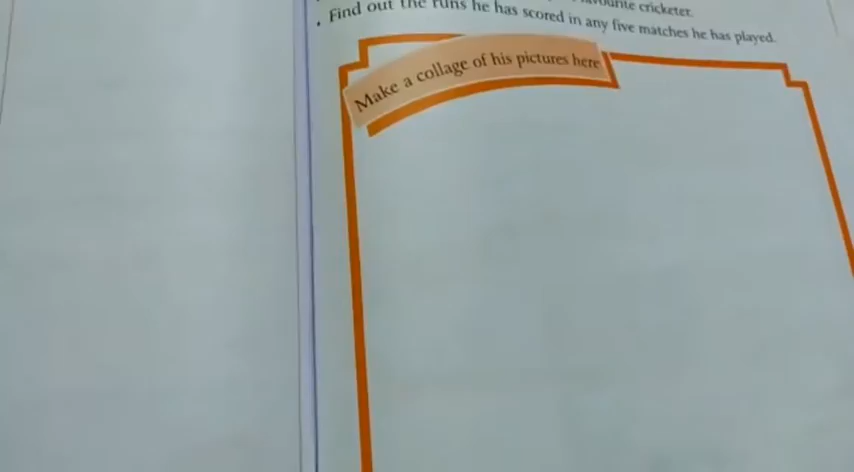 favourite cricketer.
. Find out the runs he has scored in any five matches he has played.
Make a collage of his pictures here